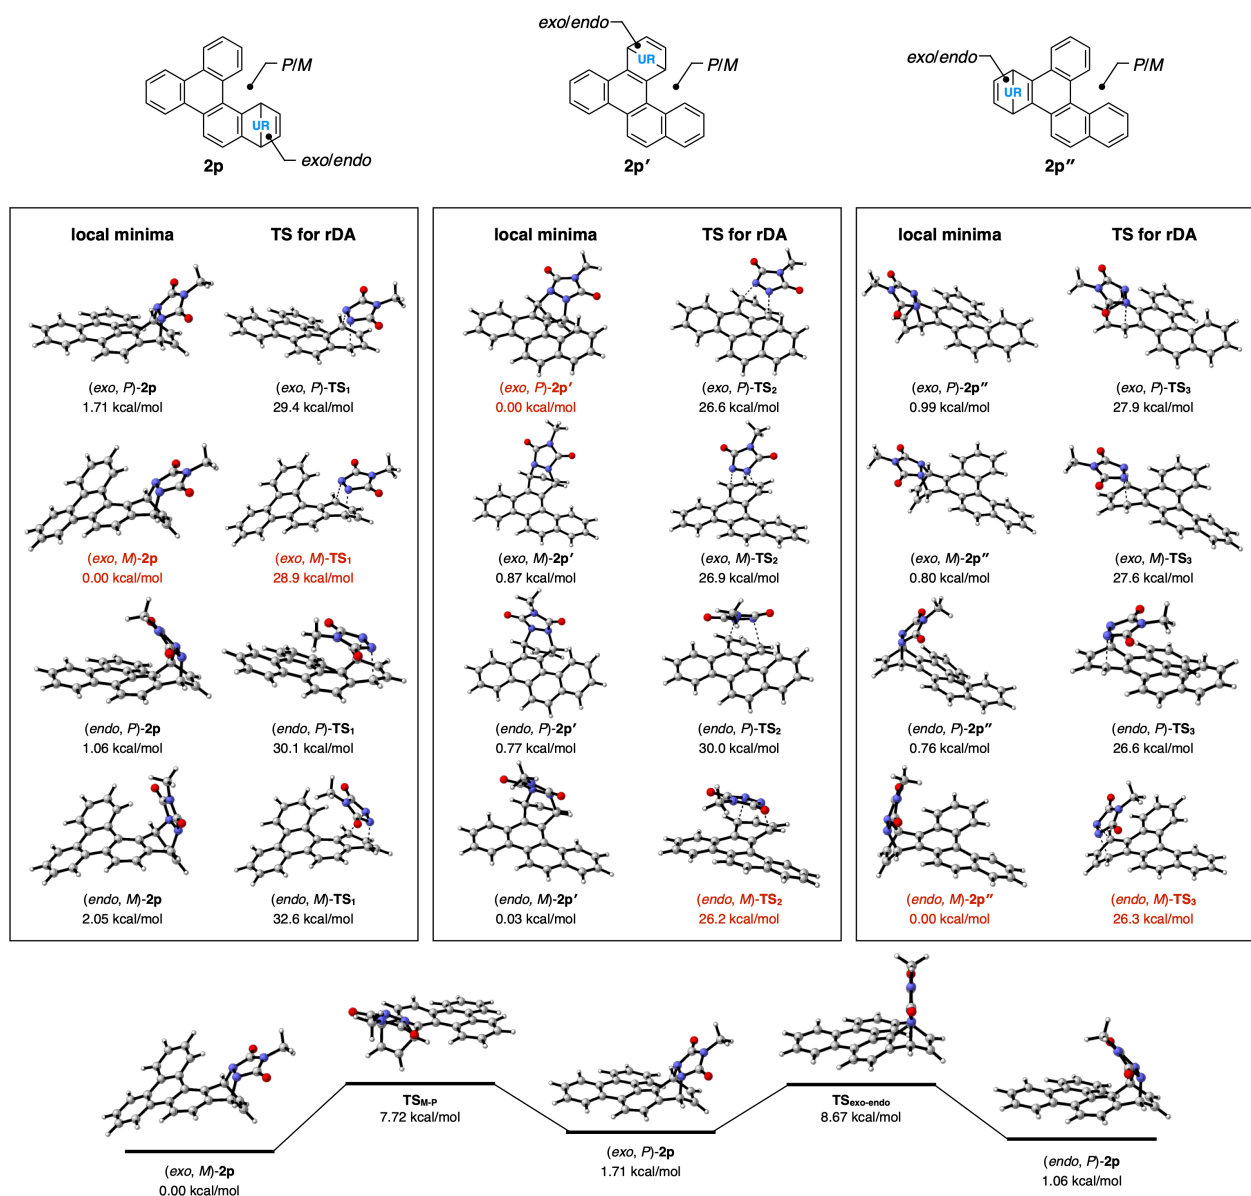 exo/endo
P/M
UR
exo/endo
2p
P/M
UR
2p′
exo/endo
P/M
UR
2p″
local minima TS for rDA
(exo, P)-2p (exo, P)-TS1
1.71 kcal/mol 29.4 kcal/mol
(exo, M)-2p (exo, M)-TS1
0.00 kcal/mol 28.9 kcal/mol
(endo, P)-2p (endo, P)-TS1
1.06 kcal/mol 30.1 kcal/mol
(endo, M)-2p (endo, M)-TS1
2.05 kcal/mol 32.6 kcal/mol
local minima TS for rDA
(exo, P)-2p′ (exo, P)-TS2
0.00 kcal/mol 26.6 kcal/mol
(exo, M)-2p′ (exo, M)-TS2
0.87 kcal/mol 26.9 kcal/mol
(endo, P)-2p′ (endo, P)-TS2
0.77 kcal/mol 30.0 kcal/mol
(endo, M)-2p′ (endo, M)-TS2
0.03 kcal/mol 26.2 kcal/mol
local minima TS for rDA
(exo, P)-2p″ (exo, P)-TS3
0.99 kcal/mol 27.9 kcal/mol
(exo, M)-2p″ (exo, M)-TS3
0.80 kcal/mol 27.6 kcal/mol
(endo, P)-2p″ (endo, P)-TS3
0.76 kcal/mol 26.6 kcal/mol
(endo, M)-2p″ (endo, M)-TS3
0.00 kcal/mol 26.3 kcal/mol
(exo, M)-2p
0.00 kcal/mol
TSM-P
7.72 kcal/mol
(exo, P)-2p
1.71 kcal/mol
TSexo-endo
8.67 kcal/mol
(endo, P)-2p
1.06 kcal/mol